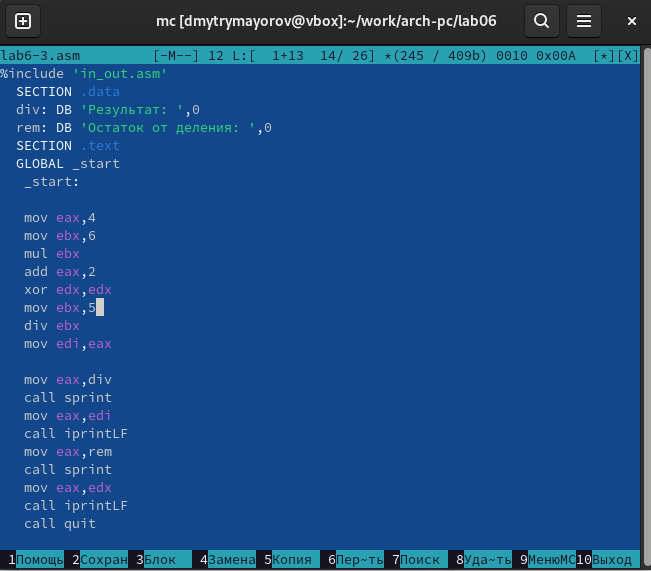 mc [dmytrymayorov@vbox]:~/work/arch-pc/lab06
lab6-3.asm [-M--] 12 L:[ 1+13 14/ 26] *(245 / 409b) 0010 0x00A [*][X]
%include 'in_out.asm'
SECTION .data
div: DB 'Результат: ',0
rem: DB 'Остаток от деления: ',0
SECTION .text
GLOBAL _start
_start:
mov eax,4
mov ebx,6
mul ebx
add eax,2
xor edx,edx
mov ebx,5
div ebx
mov edi,eax
mov eax,div
call sprint
mov eax,edi
call iprintLF
mov eax,rem
call sprint
mov eax,edx
call iprintLF
call quit
1Помощь 2Сохран 3Блок 4Замена 5Копия 6Пер~ть 7Поиск 8Уда~ть 9МенюMC 10Выход